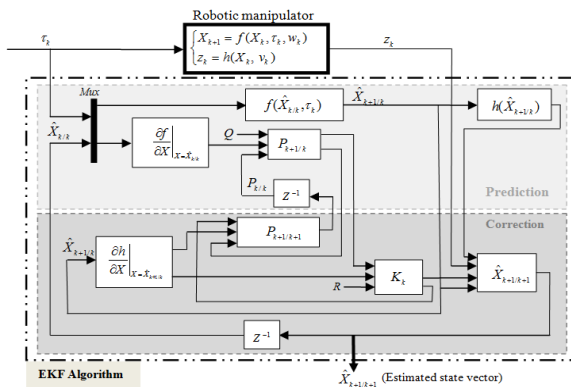 Robotic manipulator
τ_k
{X_{k+1} = f(X_k, τ_k, w_k)
z_k = h(X_k, v_k)
z_k
Mux
f(X̂_{k/k}, τ_k)
X̂_{k+1/k}
h(X̂_{k+1/k})
X̂_{k/k}
∂f/∂X|_{X=X̂_{k/k}}
Q
P_{k+1/k}
P_{k/k}
Z^{-1}
Prediction
Correction
X̂_{k+1/k}
∂h/∂X|_{X=X̂_{k+1/k}}
P_{k+1/k+1}
R
K_k
X̂_{k+1/k+1}
Z^{-1}
EKF Algorithm
X̂_{k+1/k+1} (Estimated state vector)